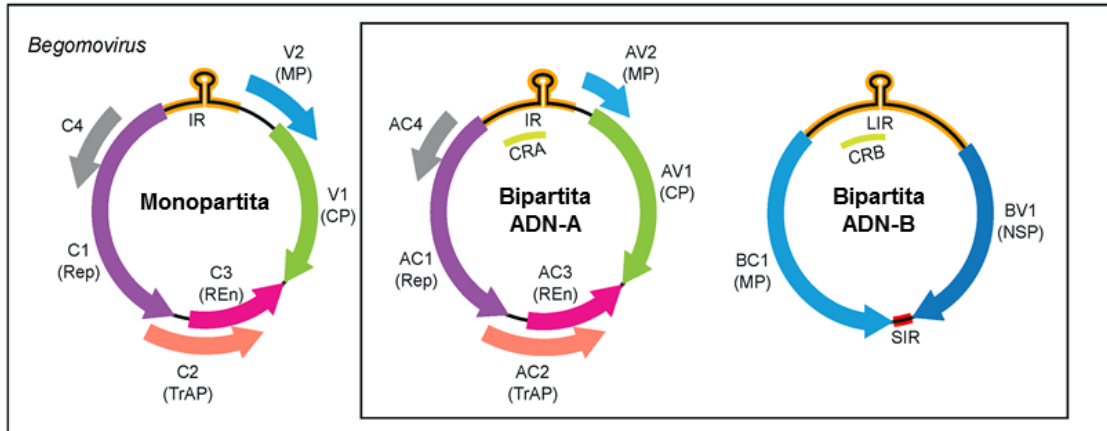 Begomovirus
V2
(MP)
C4
IR
Monopartita
V1
(CP)
C1
(Rep)
C3
(REn)
C2
(TrAP)
AV2
(MP)
AC4
IR
CRA
Bipartita
ADN-A
AV1
(CP)
AC1
(Rep)
AC3
(REn)
AC2
(TrAP)
LIR
CRB
Bipartita
ADN-B
BV1
(NSP)
BC1
(MP)
SIR